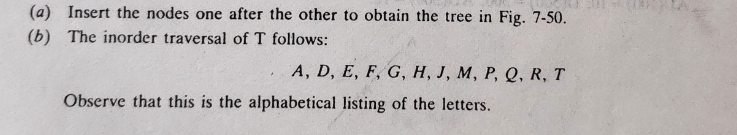 (a) Insert the nodes one after the other to obtain the tree in Fig. 7-50.
(b) The inorder traversal of T follows:
A, D, E, F, G, H, J, M, P, Q, R, T
Observe that this is the alphabetical listing of the letters.